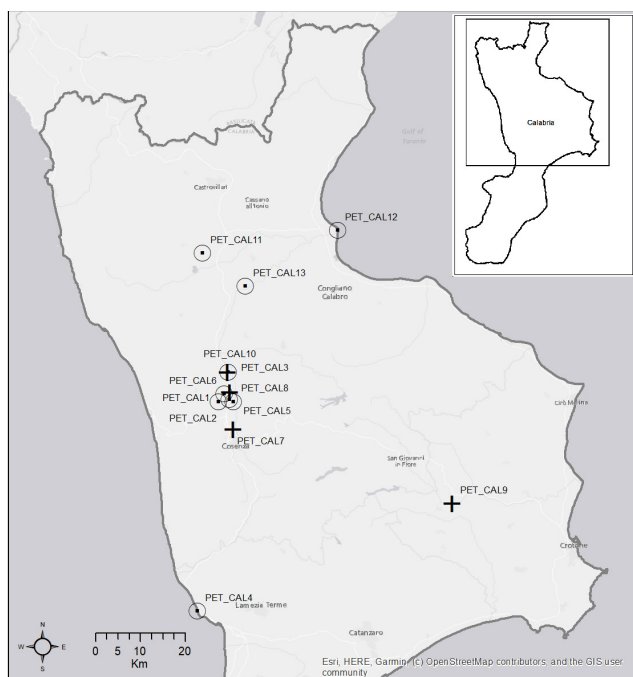 MARLICAN
CALABRIA
Gulf of
Taranto
Calabria
Castrovillari
Cassano
all'Ionio
PET_CAL12
PET_CAL11
PET_CAL13
Corigliano
Calabro
PET_CAL10
PET_CAL3
PET_CAL6
PET_CAL8
PET_CAL1
PET_CAL2
PET_CAL5
PET_CAL7
Cosenza
Cirò Marina
San Giovanni
in Fiore
PET_CAL9
Crotone
PET_CAL4
Lamezia Terme
Catanzaro
N
W
E
S
0 5 10 20
Km
Esri, HERE, Garmin, (c) OpenStreetMap contributors, and the GIS user
community